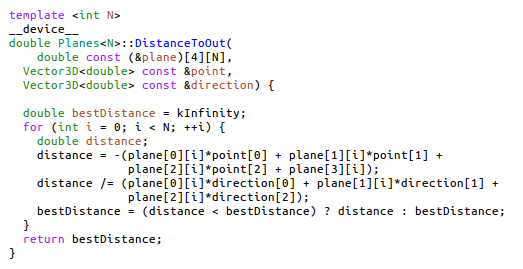 template <int N>
__device__
double Planes<N>::DistanceToOut(
    double const (&plane)[4][N],
  Vector3D<double> const &point,
  Vector3D<double> const &direction) {

  double bestDistance = kInfinity;
  for (int i = 0; i < N; ++i) {
    double distance;
    distance = -(plane[0][i]*point[0] + plane[1][i]*point[1] +
                 plane[2][i]*point[2] + plane[3][i]);
    distance /= (plane[0][i]*direction[0] + plane[1][i]*direction[1] +
                 plane[2][i]*direction[2]);
    bestDistance = (distance < bestDistance) ? distance : bestDistance;
  }
  return bestDistance;
}